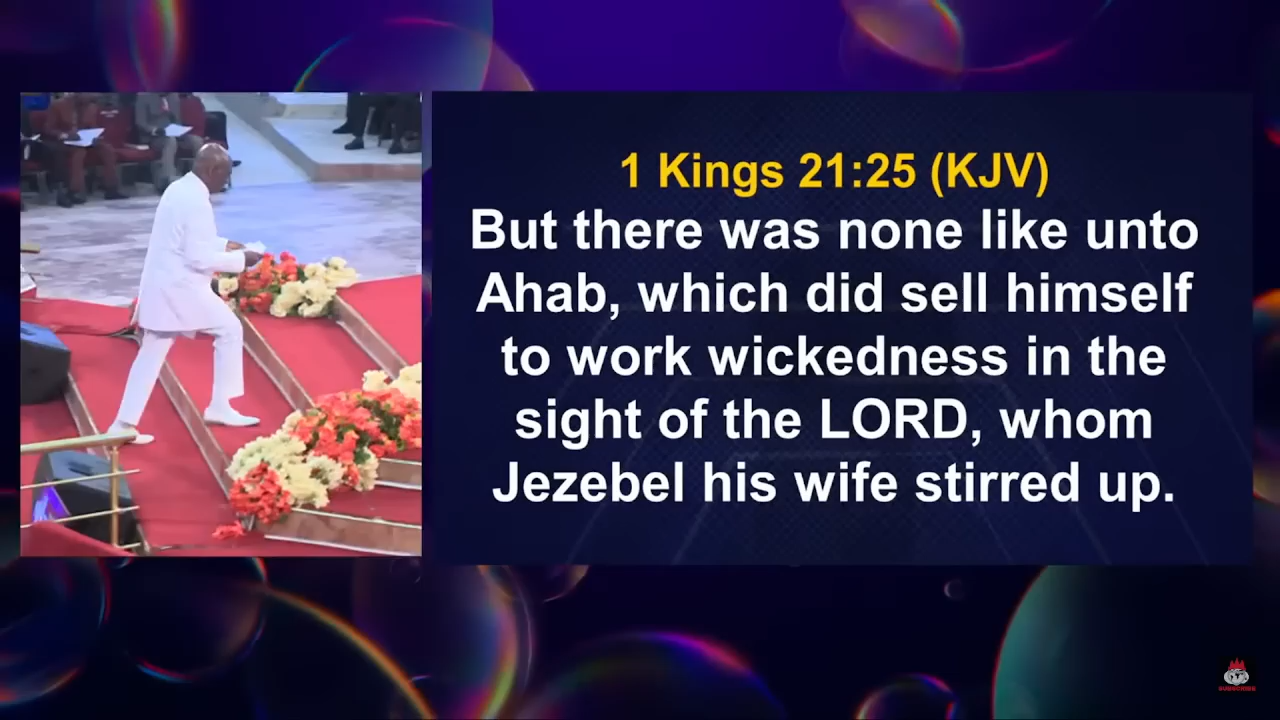 1 Kings 21:25 (KJV)
But there was none like unto
Ahab, which did sell himself
to work wickedness in the
sight of the LORD, whom
Jezebel his wife stirred up.
SUBSCRIBE